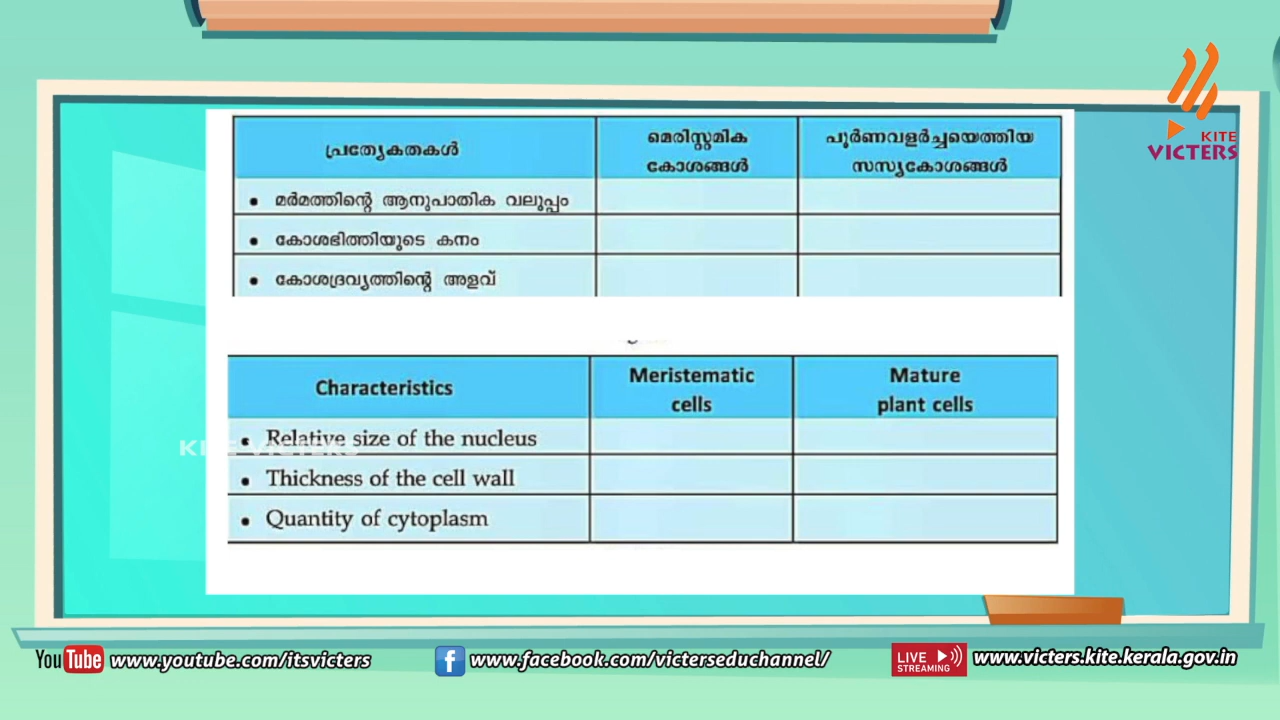 KITE
VICTERS
പ്രത്യേകതകൾ
മെരിസ്റ്റമിക
കോശങ്ങൾ
പൂർണവളർച്ചയെത്തിയ
സസ്യകോശങ്ങൾ
• മർമത്തിന്റെ ആനുപാതിക വലുപ്പം
• കോശഭിത്തിയുടെ കനം
• കോശദ്രവ്യത്തിന്റെ അളവ്
Characteristics
Meristematic
cells
Mature
plant cells
• Relative size of the nucleus
KITE VICTERS
• Thickness of the cell wall
• Quantity of cytoplasm
YouTube www.youtube.com/itsvicters
f www.facebook.com/victerseduchannel/
LIVE
STREAMING
www.victers.kite.kerala.gov.in